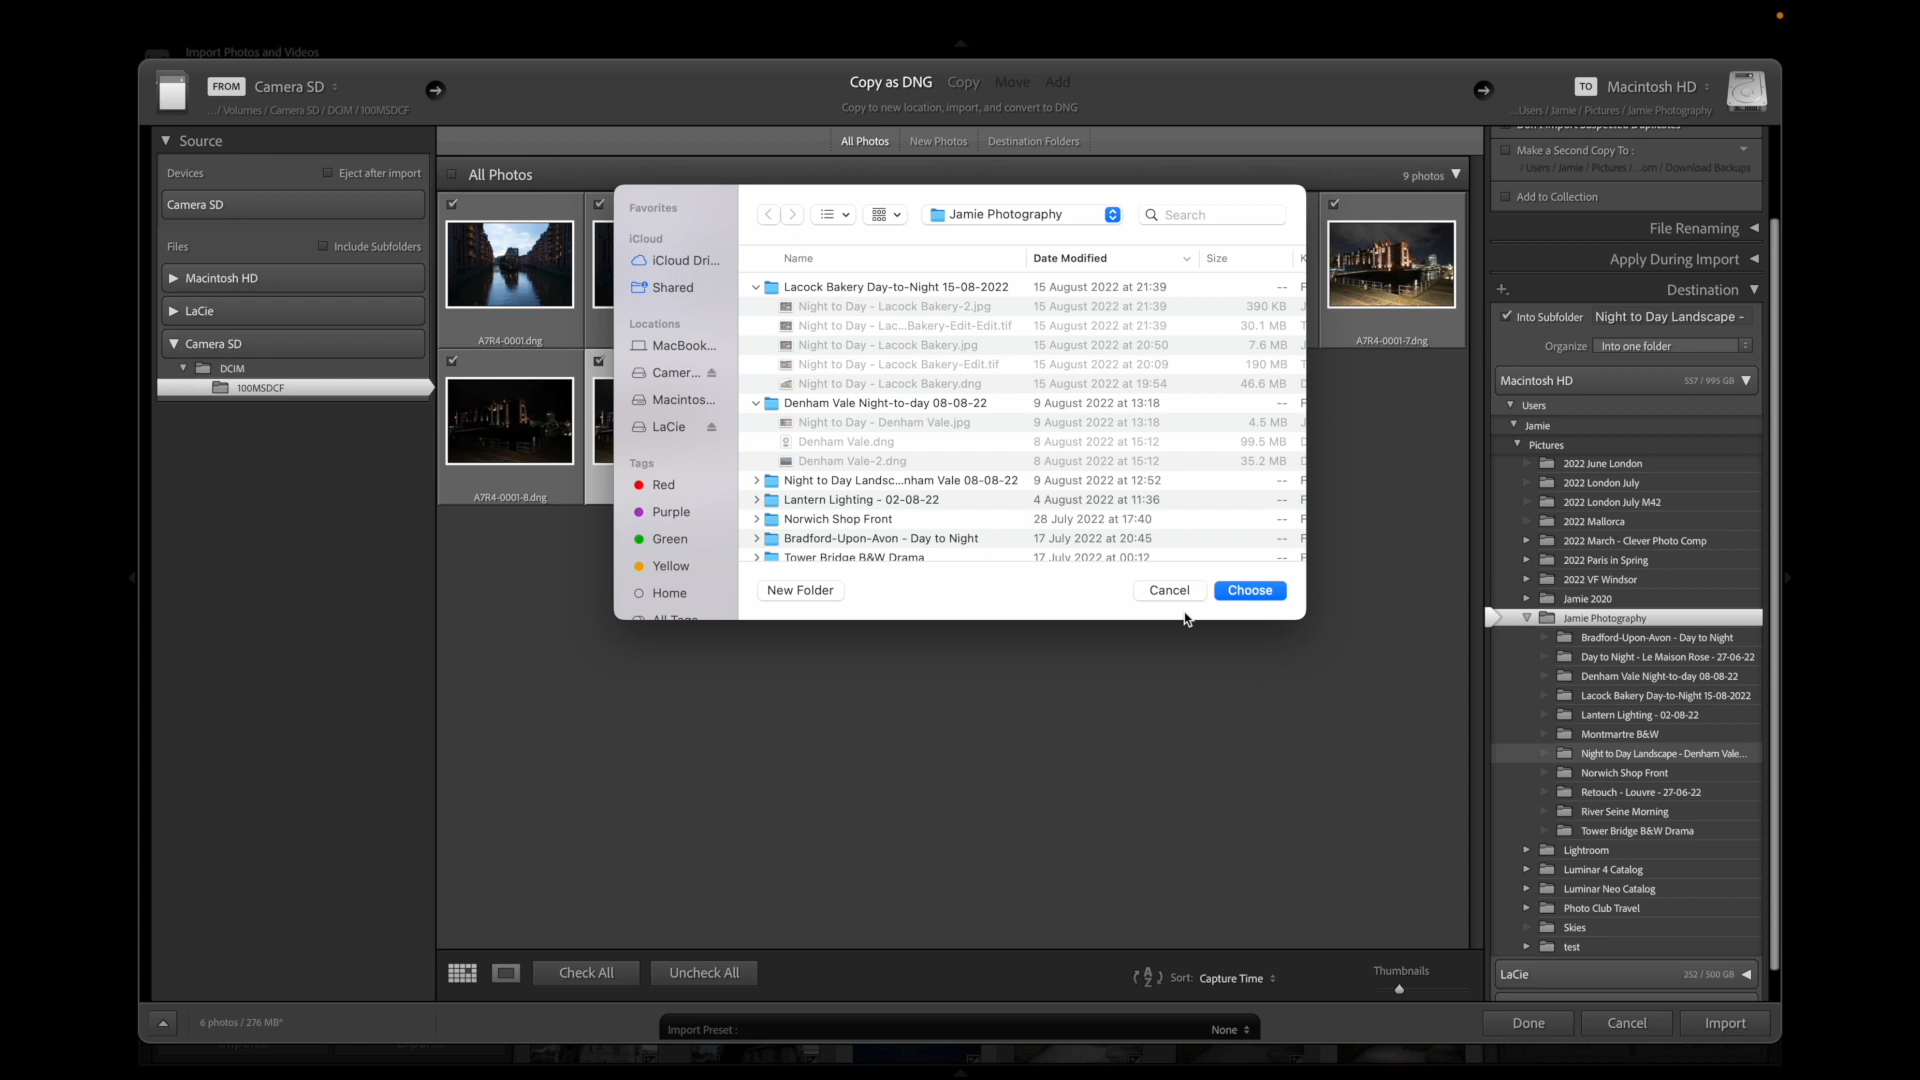 Import Photos and Videos
FROM Camera SD
.../ Volumes / Camera SD / DCIM / 100MSDCF
Copy as DNG Copy Move Add
Copy to new location, import, and convert to DNG
TO Macintosh HD
...Users / Jamie / Pictures / Jamie Photography
Source
Devices Eject after import
Camera SD
Files Include Subfolders
Macintosh HD
LaCie
Camera SD
DCIM
100MSDCF
All Photos New Photos Destination Folders
All Photos 9 photos
A7R4-0001.dng
A7R4-0001-7.dng
A7R4-0001-8.dng
Favorites
iCloud
iCloud Dri...
Shared
Locations
MacBook...
Camer...
Macintos...
LaCie
Tags
Red
Purple
Green
Yellow
Home
All Tags
Jamie Photography
Search
Name Date Modified Size K
Lacock Bakery Day-to-Night 15-08-2022 15 August 2022 at 21:39 -- F
Night to Day - Lacock Bakery-2.jpg 15 August 2022 at 21:39 390 KB J
Night to Day - Lac...Bakery-Edit-Edit.tif 15 August 2022 at 21:39 30.1 MB T
Night to Day - Lacock Bakery.jpg 15 August 2022 at 20:50 7.6 MB J
Night to Day - Lacock Bakery-Edit.tif 15 August 2022 at 20:09 190 MB T
Night to Day - Lacock Bakery.dng 15 August 2022 at 19:54 46.6 MB D
Denham Vale Night-to-day 08-08-22 9 August 2022 at 13:18 -- F
Night to Day - Denham Vale.jpg 9 August 2022 at 13:18 4.5 MB J
Denham Vale.dng 8 August 2022 at 15:12 99.5 MB D
Denham Vale-2.dng 8 August 2022 at 15:12 35.2 MB D
Night to Day Landsc...nham Vale 08-08-22 9 August 2022 at 12:52 -- F
Lantern Lighting - 02-08-22 4 August 2022 at 11:36 -- F
Norwich Shop Front 28 July 2022 at 17:40 -- F
Bradford-Upon-Avon - Day to Night 17 July 2022 at 20:45 -- F
Tower Bridge B&W Drama 17 July 2022 at 00:12 -- F
New Folder Cancel Choose
Don't Import Suspected Duplicates
Make a Second Copy To :
/ Users / Jamie / Pictures /...om / Download Backups
Add to Collection
File Renaming
Apply During Import
Destination
Into Subfolder Night to Day Landscape -
Organize Into one folder
Macintosh HD 557 / 995 GB
Users
Jamie
Pictures
2022 June London
2022 London July
2022 London July M42
2022 Mallorca
2022 March - Clever Photo Comp
2022 Paris in Spring
2022 VF Windsor
Jamie 2020
Jamie Photography
Bradford-Upon-Avon - Day to Night
Day to Night - Le Maison Rose - 27-06-22
Denham Vale Night-to-day 08-08-22
Lacock Bakery Day-to-Night 15-08-2022
Lantern Lighting - 02-08-22
Montmartre B&W
Night to Day Landscape - Denham Vale...
Norwich Shop Front
Retouch - Louvre - 27-06-22
River Seine Morning
Tower Bridge B&W Drama
Lightroom
Luminar 4 Catalog
Luminar Neo Catalog
Photo Club Travel
Skies
test
LaCie 252 / 500 GB
Check All Uncheck All
Sort: Capture Time
Thumbnails
6 photos / 276 MB*
Import Preset : None
Done Cancel Import
Import... Export...